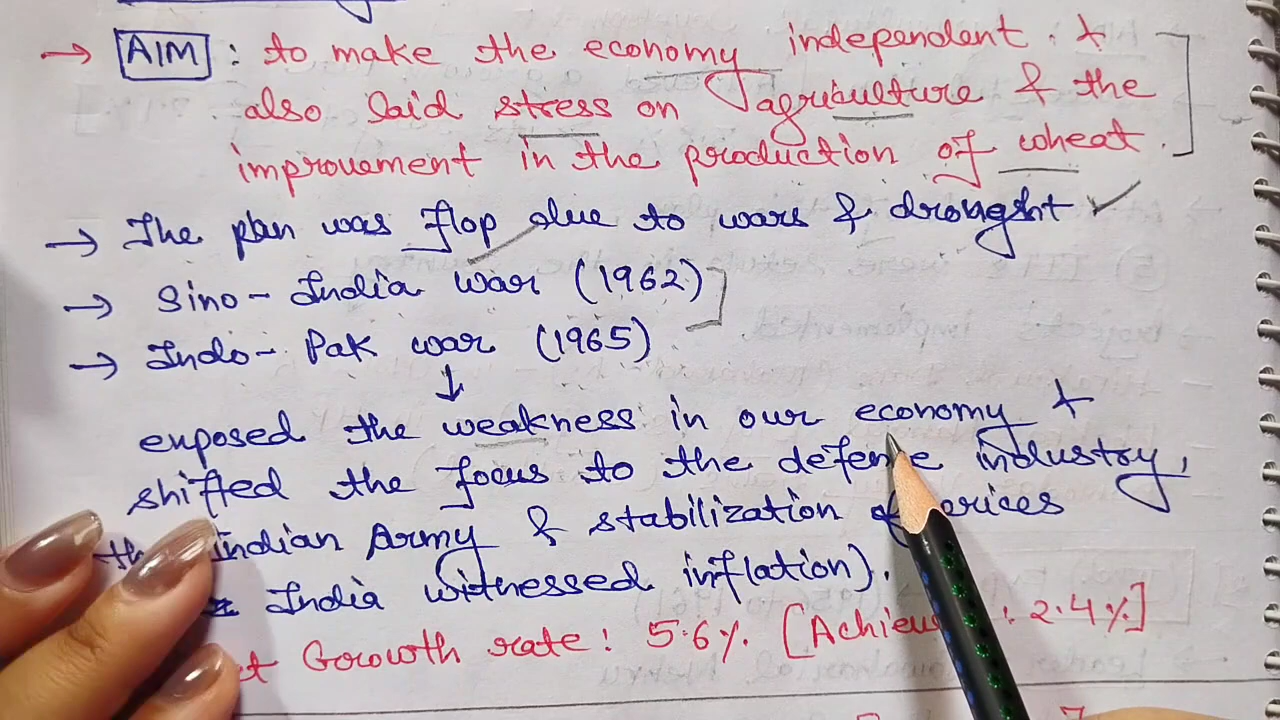 → AIM : to make the economy independent. &
also laid stress on agriculture & the
improvement in the production of wheat.
→ The plan was flop due to wars & drought ✓
→ Sino-India war (1962)
→ Indo-Pak war (1965)
↓
exposed the weakness in our economy &
shifted the focus to the defense industry,
indian Army & stabilization of prices
India witnessed inflation).
Growth rate: 5.6%. [Achie : 2.4%]